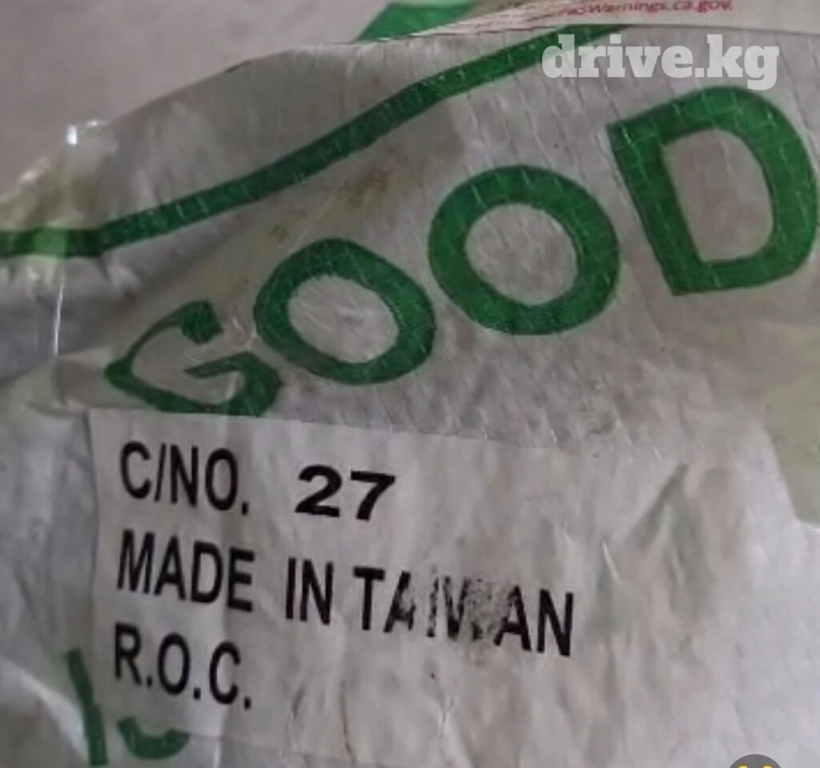 drive.kg
GOOD
C/NO. 27
MADE IN TAIWAN
R.O.C.